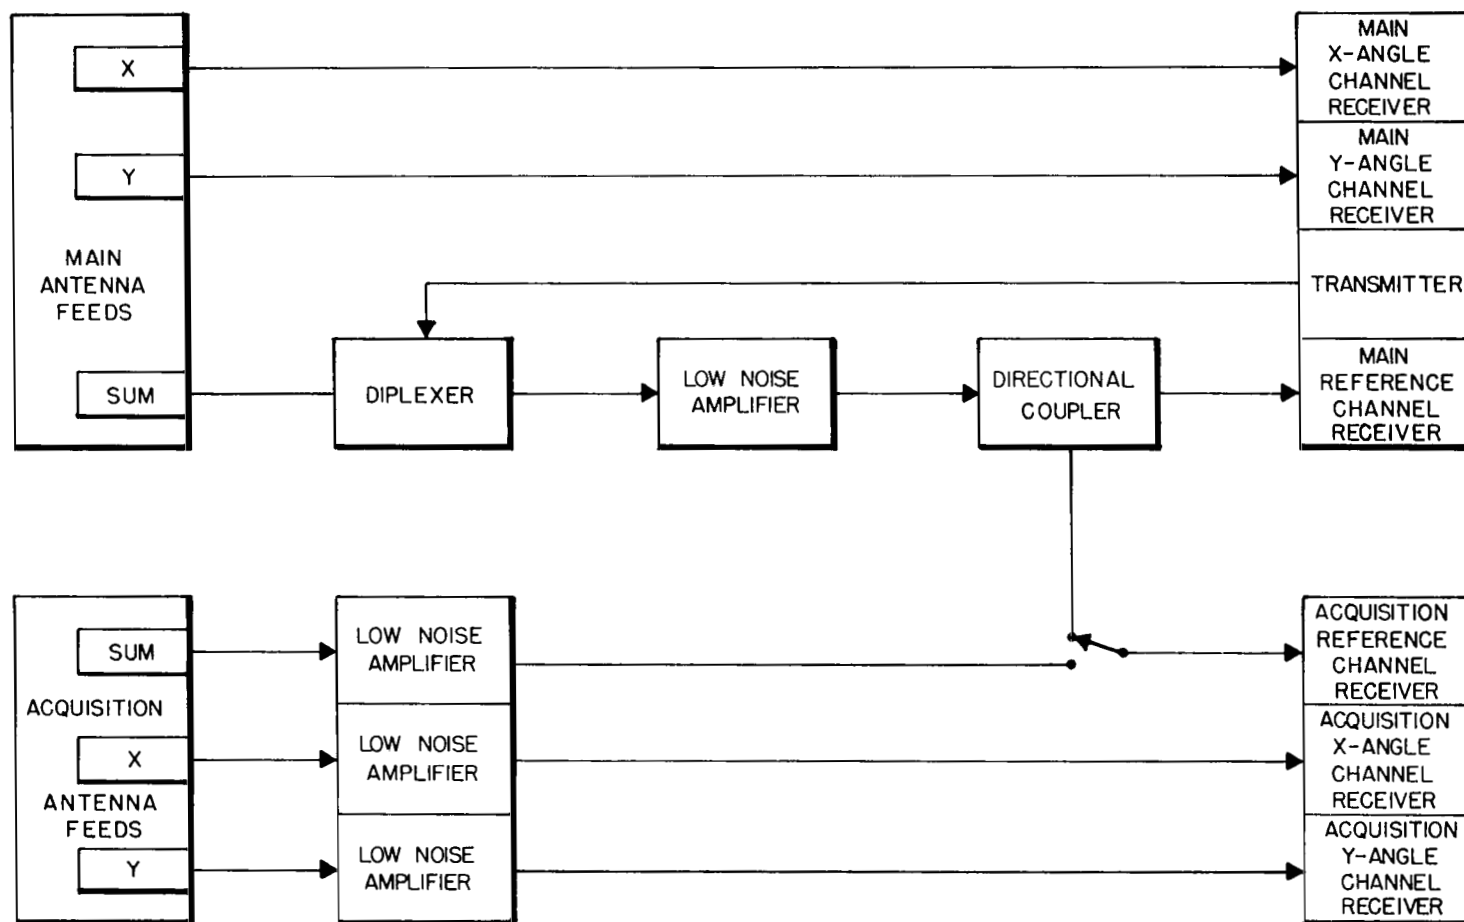 X
Y
MAIN
ANTENNA
FEEDS
SUM
DIPLEXER
LOW NOISE
AMPLIFIER
DIRECTIONAL
COUPLER
MAIN
X-ANGLE
CHANNEL
RECEIVER
MAIN
Y-ANGLE
CHANNEL
RECEIVER
TRANSMITTER
MAIN
REFERENCE
CHANNEL
RECEIVER
SUM
ACQUISITION
X
ANTENNA
FEEDS
Y
LOW NOISE
AMPLIFIER
LOW NOISE
AMPLIFIER
LOW NOISE
AMPLIFIER
ACQUISITION
REFERENCE
CHANNEL
RECEIVER
ACQUISITION
X-ANGLE
CHANNEL
RECEIVER
ACQUISITION
Y-ANGLE
CHANNEL
RECEIVER